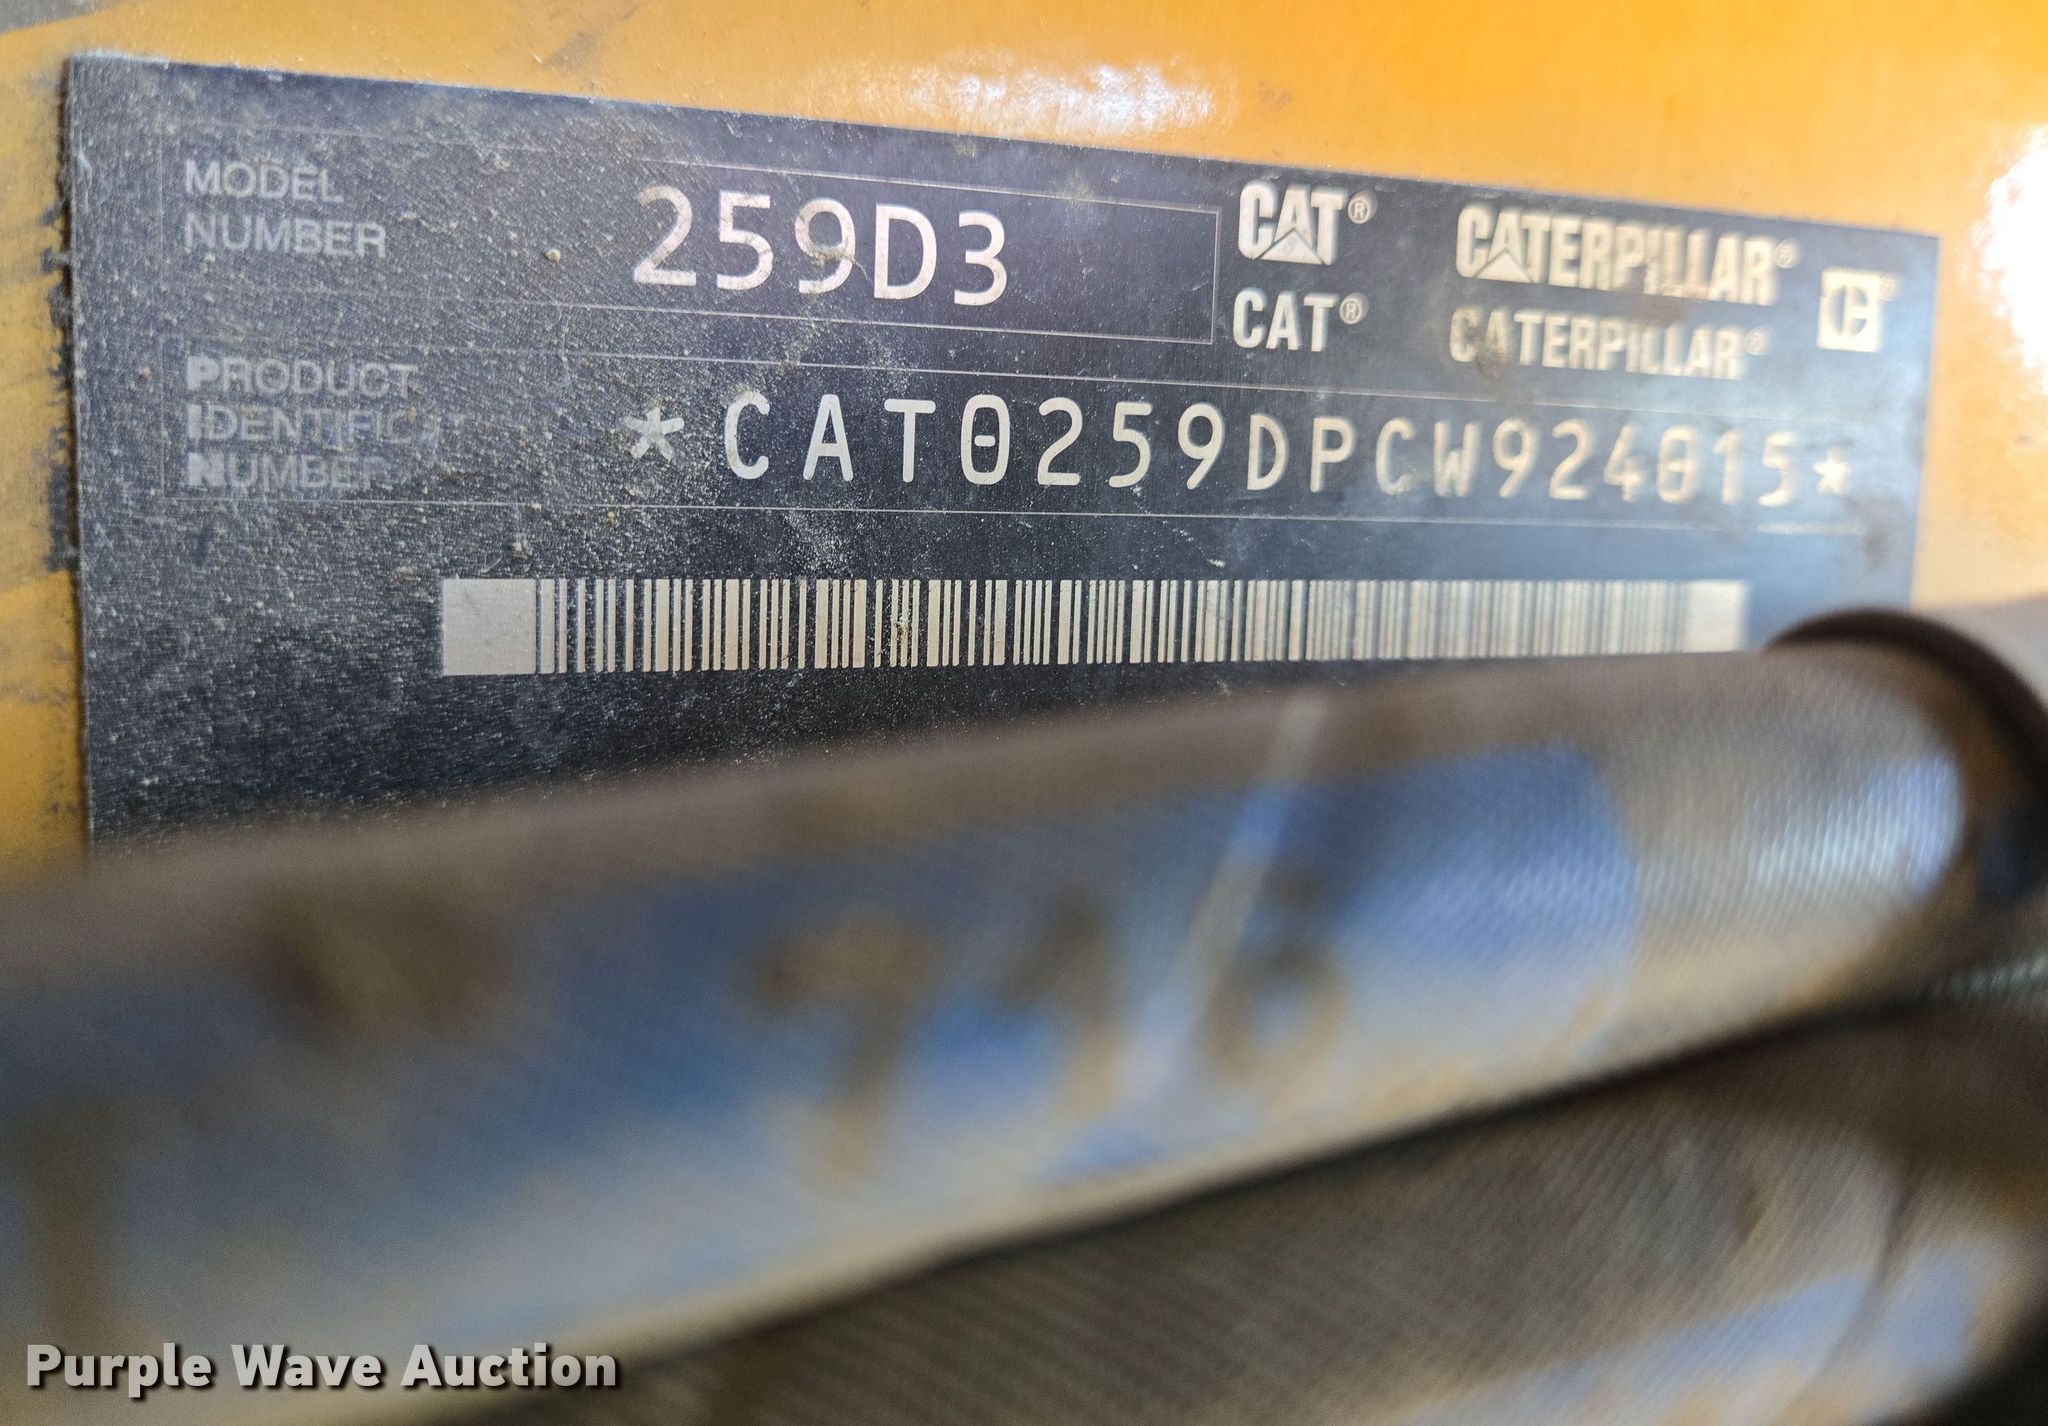 MODEL
NUMBER
259D3
CAT® CATERPILLAR®
CAT® CATERPILLAR®
PRODUCT
IDENTIFIC
NUMBER
*CAT0259DPCW924015*
Purple Wave Auction